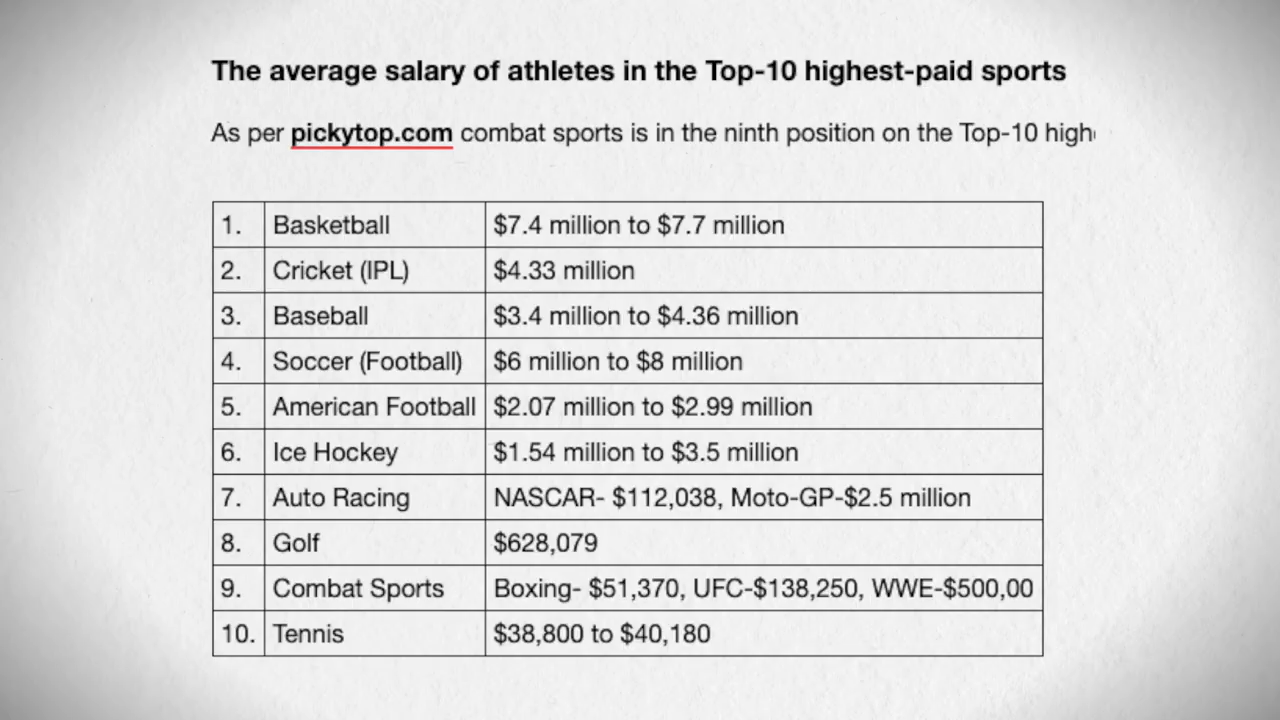 The average salary of athletes in the Top-10 highest-paid sports
As per pickytop.com combat sports is in the ninth position on the Top-10 high
1. Basketball $7.4 million to $7.7 million
2. Cricket (IPL) $4.33 million
3. Baseball $3.4 million to $4.36 million
4. Soccer (Football) $6 million to $8 million
5. American Football $2.07 million to $2.99 million
6. Ice Hockey $1.54 million to $3.5 million
7. Auto Racing NASCAR- $112,038, Moto-GP-$2.5 million
8. Golf $628,079
9. Combat Sports Boxing- $51,370, UFC-$138,250, WWE-$500,00
10. Tennis $38,800 to $40,180